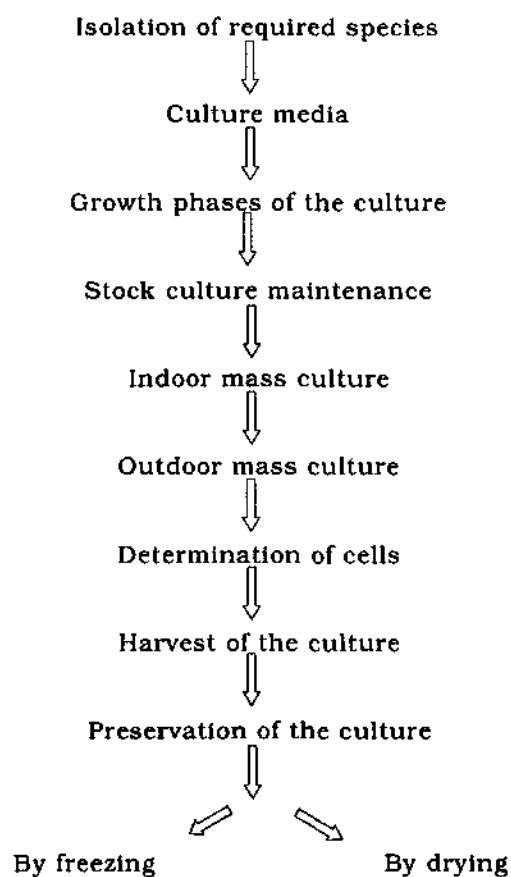 Isolation of required species
Culture media
Growth phases of the culture
Stock culture maintenance
Indoor mass culture
Outdoor mass culture
Determination of cells
Harvest of the culture
Preservation of the culture
By freezing By drying